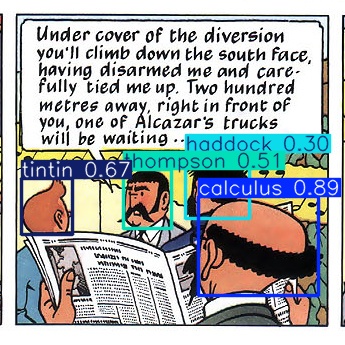 Under cover of the diversion
you'll climb down the south face,
having disarmed me and care-
fully tied me up. Two hundred
metres away, right in front of
you, one of Alcazar's trucks
will be waiting..
haddock 0.30
thompson 0.51
tintin 0.67
calculus 0.89